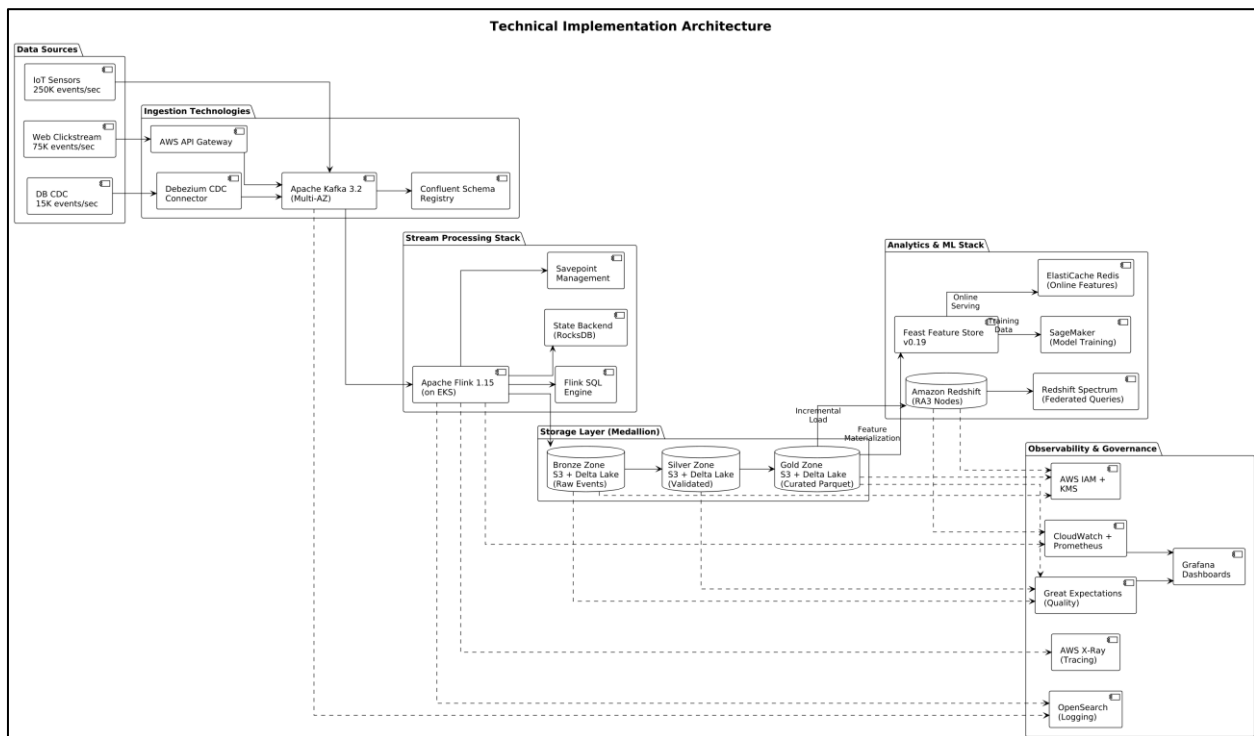 Technical Implementation Architecture
Data Sources
IoT Sensors
250K events/sec
Web Clickstream
75K events/sec
DB CDC
15K events/sec
Ingestion Technologies
AWS API Gateway
Debezium CDC
Connector
Apache Kafka 3.2
(Multi-AZ)
Confluent Schema
Registry
Stream Processing Stack
Savepoint
Management
State Backend
(RocksDB)
Apache Flink 1.15
(on EKS)
Flink SQL
Engine
Storage Layer (Medallion)
Bronze Zone
S3 + Delta Lake
(Raw Events)
Silver Zone
S3 + Delta Lake
(Validated)
Gold Zone
S3 + Delta Lake
(Curated Parquet)
Incremental
Load
Feature
Materialization
Analytics & ML Stack
ElastiCache Redis
(Online Features)
Online
Serving
Feast Feature Store
v0.19
Training
Data
SageMaker
(Model Training)
Amazon Redshift
(RA3 Nodes)
Redshift Spectrum
(Federated Queries)
Observability & Governance
AWS IAM +
KMS
CloudWatch +
Prometheus
Grafana
Dashboards
Great Expectations
(Quality)
AWS X-Ray
(Tracing)
OpenSearch
(Logging)